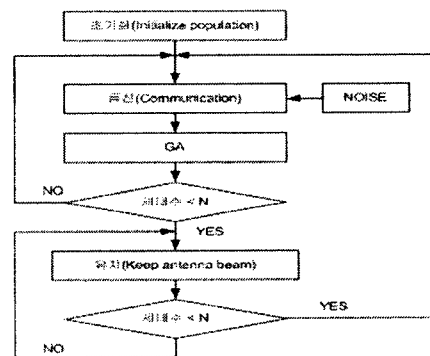 초기화(Initialize population)
통신(Communication)
NOISE
GA
NO
세대수 < N
YES
유지(Keep antenna beam)
세대수 < N
YES
NO